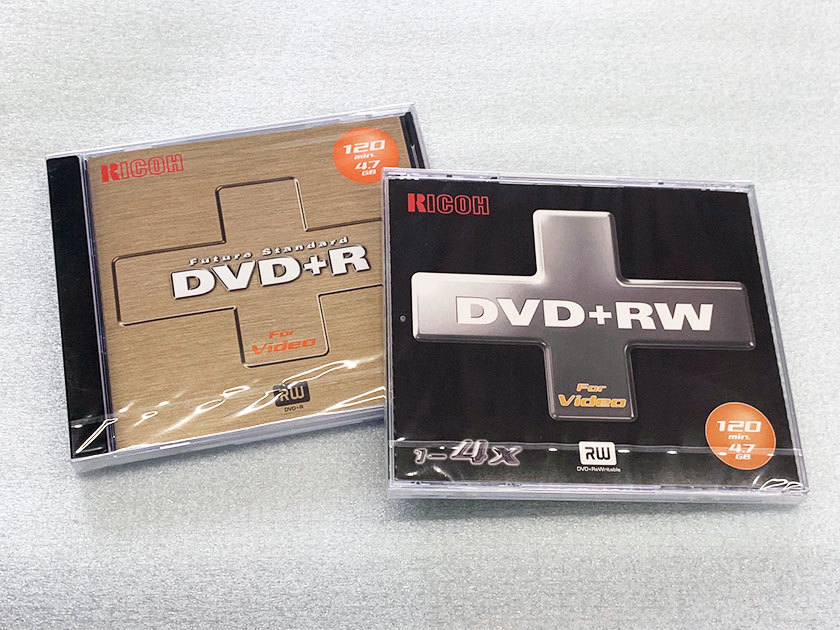 RICOH
120
min.
4.7
GB
Future Standard
DVD+R
For
Video
RW
DVD+R
RICOH
DVD+RW
For
Video
120
min.
4.7
GB
1-4x
RW
DVD+ReWritable